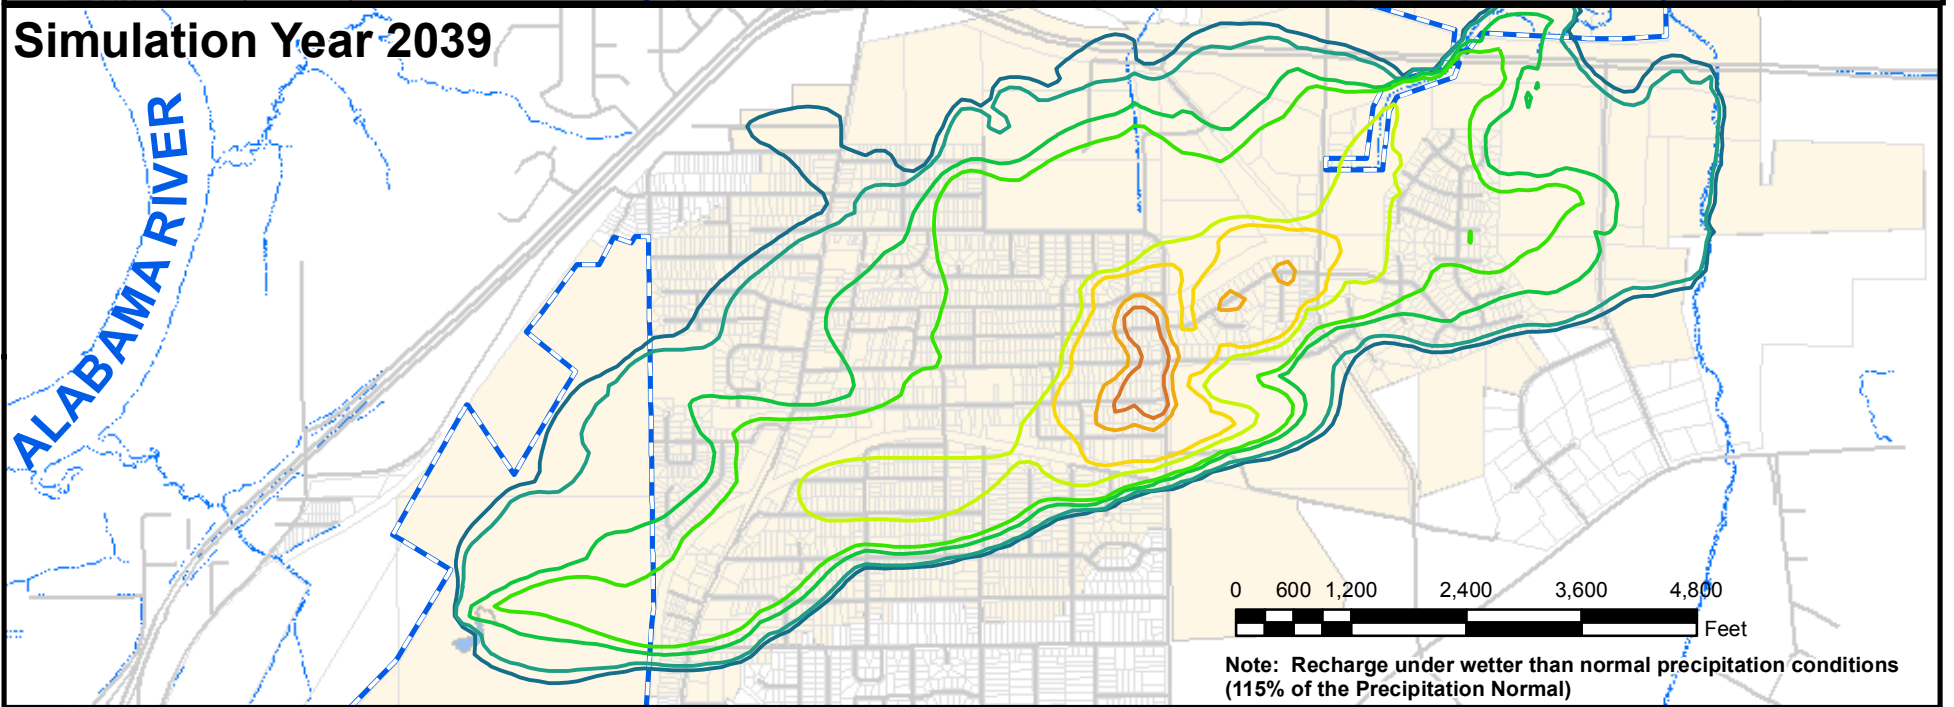 Simulation Year 2039
ALABAMA RIVER
0 600 1,200 2,400 3,600 4,800
Feet
Note: Recharge under wetter than normal precipitation conditions
(115% of the Precipitation Normal)